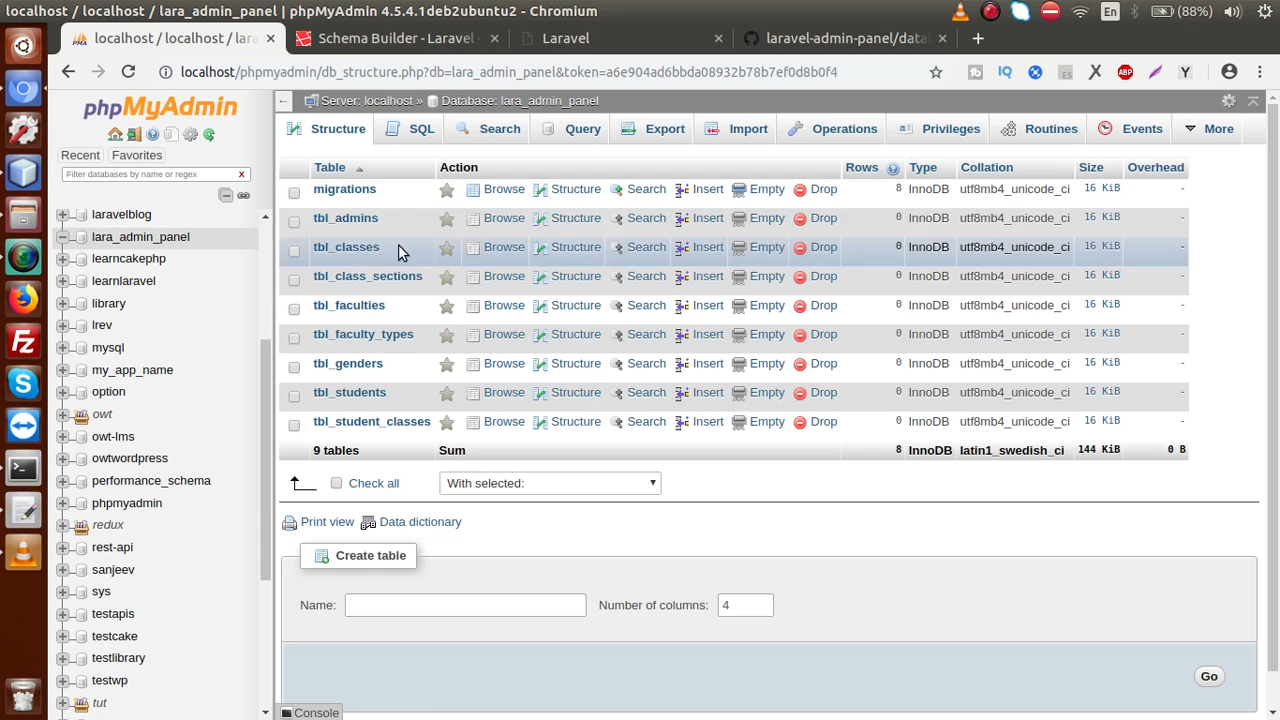 localhost / localhost / lara_admin_panel | phpMyAdmin 4.5.4.1deb2ubuntu2 - Chromium
En (88%)
localhost / localhost / lara
Schema Builder - Laravel -
Laravel
laravel-admin-panel/data
localhost/phpmyadmin/db_structure.php?db=lara_admin_panel&token=a6e904ad6bbda08932b78b7ef0d8b0f4
phpMyAdmin
Recent Favorites
Filter databases by name or regex X
laravelblog
lara_admin_panel
learncakephp
learnlaravel
library
lrev
mysql
my_app_name
option
owt
owt-lms
owtwordpress
performance_schema
phpmyadmin
redux
rest-api
sanjeev
sys
testapis
testcake
testlibrary
testwp
tut
Server: localhost » Database: lara_admin_panel
Structure SQL Search Query Export Import Operations Privileges Routines Events More
Table Action Rows Type Collation Size Overhead
migrations Browse Structure Search Insert Empty Drop 8 InnoDB utf8mb4_unicode_ci 16 KiB -
tbl_admins Browse Structure Search Insert Empty Drop 0 InnoDB utf8mb4_unicode_ci 16 KiB -
tbl_classes Browse Structure Search Insert Empty Drop 0 InnoDB utf8mb4_unicode_ci 16 KiB -
tbl_class_sections Browse Structure Search Insert Empty Drop 0 InnoDB utf8mb4_unicode_ci 16 KiB -
tbl_faculties Browse Structure Search Insert Empty Drop 0 InnoDB utf8mb4_unicode_ci 16 KiB -
tbl_faculty_types Browse Structure Search Insert Empty Drop 0 InnoDB utf8mb4_unicode_ci 16 KiB -
tbl_genders Browse Structure Search Insert Empty Drop 0 InnoDB utf8mb4_unicode_ci 16 KiB -
tbl_students Browse Structure Search Insert Empty Drop 0 InnoDB utf8mb4_unicode_ci 16 KiB -
tbl_student_classes Browse Structure Search Insert Empty Drop 0 InnoDB utf8mb4_unicode_ci 16 KiB -
9 tables Sum 8 InnoDB latin1_swedish_ci 144 KiB 0 B
Check all With selected:
Print view Data dictionary
Create table
Name: Number of columns: 4
Go
Console